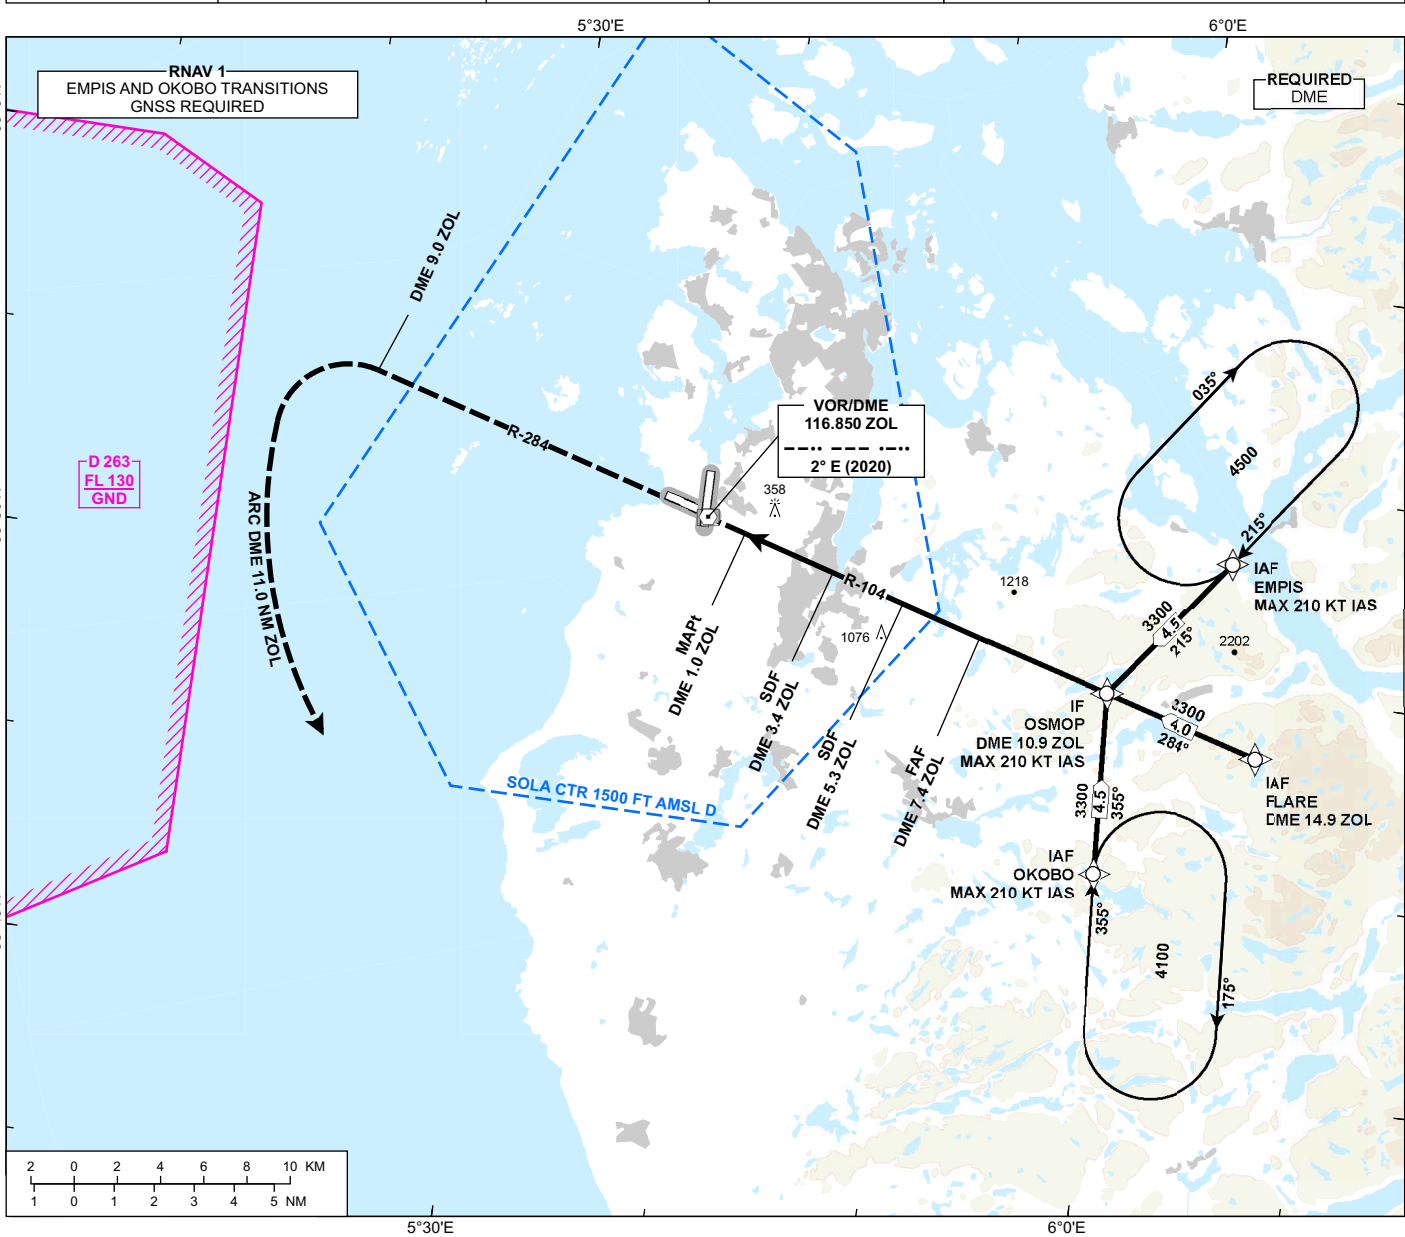 5°30'E
6°0'E
RNAV 1
EMPIS AND OKOBO TRANSITIONS
GNSS REQUIRED
REQUIRED
DME
DME 9.0 ZOL
R-284
VOR/DME
116.850 ZOL
2° E (2020)
358
D 263
FL 130
GND
ARC DME 11.0 NM ZOL
035°
4500
215°
IAF
EMPIS
MAX 210 KT IAS
R-104
1218
1076
3300
4.5
215°
2202
MAPt
DME 1.0 ZOL
SDF
DME 3.4 ZOL
SDF
DME 5.3 ZOL
FAF
DME 7.4 ZOL
IF
OSMOP
DME 10.9 ZOL
MAX 210 KT IAS
3300
4.0
284°
IAF
FLARE
DME 14.9 ZOL
SOLA CTR 1500 FT AMSL D
3300
4.5
355°
IAF
OKOBO
MAX 210 KT IAS
355°
4100
175°
2 0 2 4 6 8 10 KM
1 0 1 2 3 4 5 NM
5°30'E
6°0'E